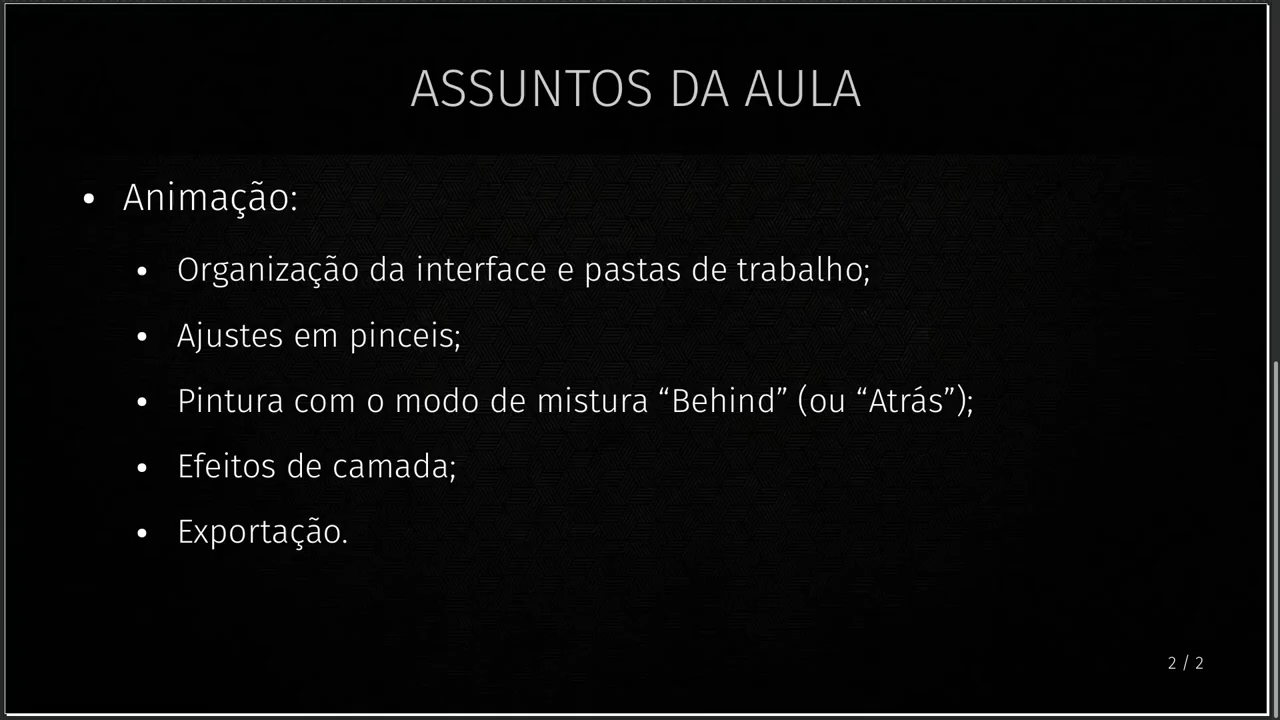 ASSUNTOS DA AULA
• Animação:
• Organização da interface e pastas de trabalho;
• Ajustes em pinceis;
• Pintura com o modo de mistura “Behind” (ou “Atrás”);
• Efeitos de camada;
• Exportação.
2 / 2